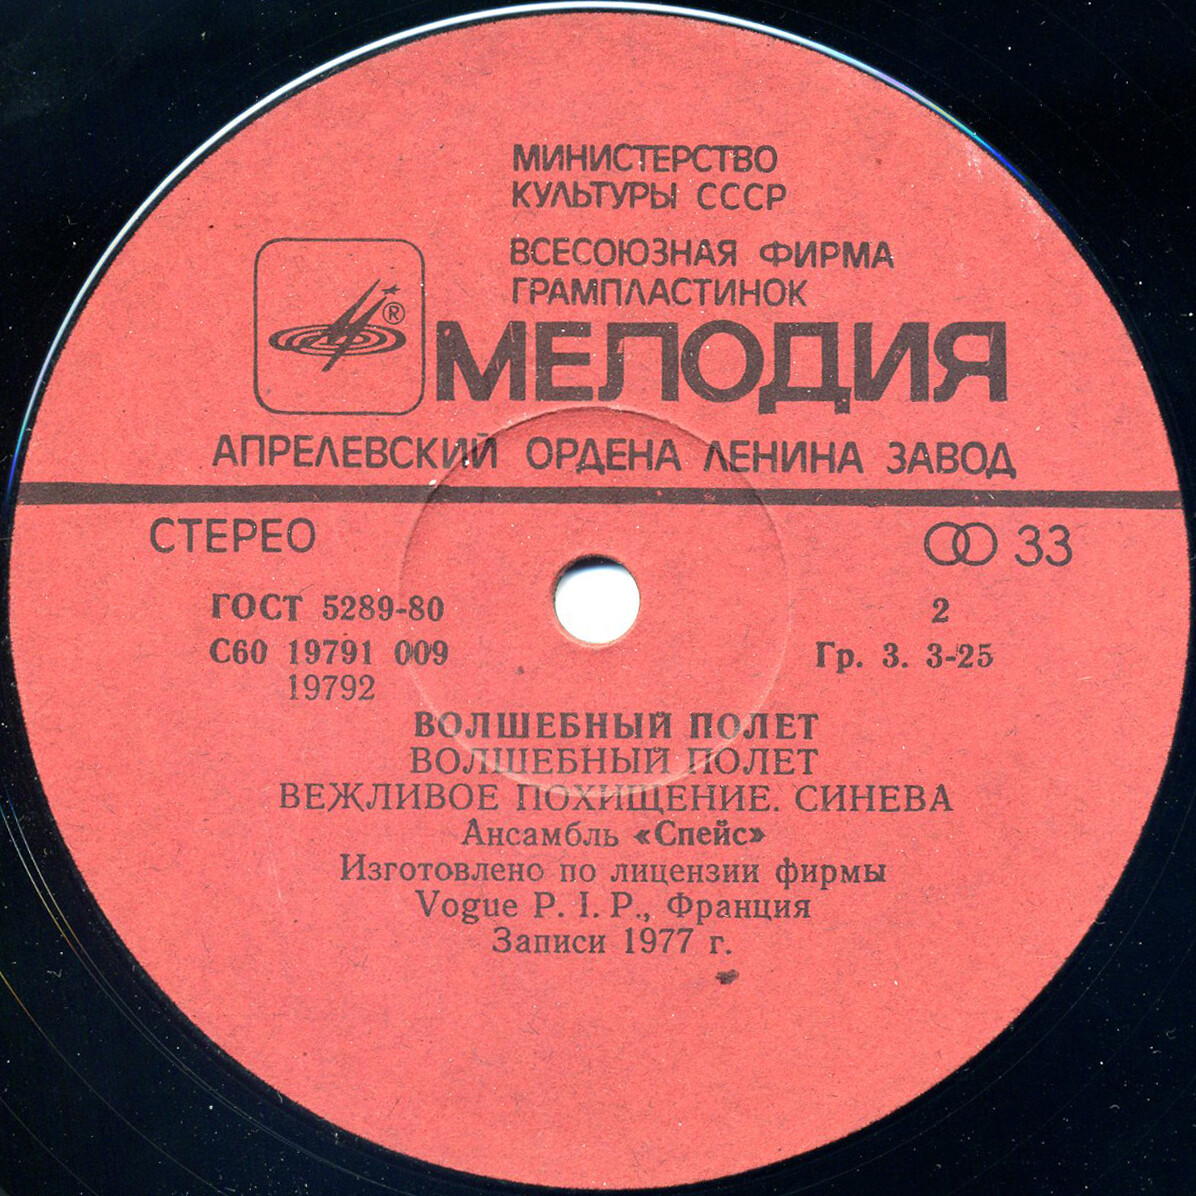 МИНИСТЕРСТВО
КУЛЬТУРЫ СССР
ВСЕСОЮЗНАЯ ФИРМА
ГРАМПЛАСТИНОК
®
МЕЛОДИЯ
АПРЕЛЕВСКИЙ ОРДЕНА ЛЕНИНА ЗАВОД
СТЕРЕО 33
ГОСТ 5289-80 2
С60 19791 009 Гр. 3. 3-25
19792
ВОЛШЕБНЫЙ ПОЛЕТ
ВОЛШЕБНЫЙ ПОЛЕТ
ВЕЖЛИВОЕ ПОХИЩЕНИЕ. СИНЕВА
Ансамбль «Спейс»
Изготовлено по лицензии фирмы
Vogue P. I. P., Франция
Записи 1977 г.